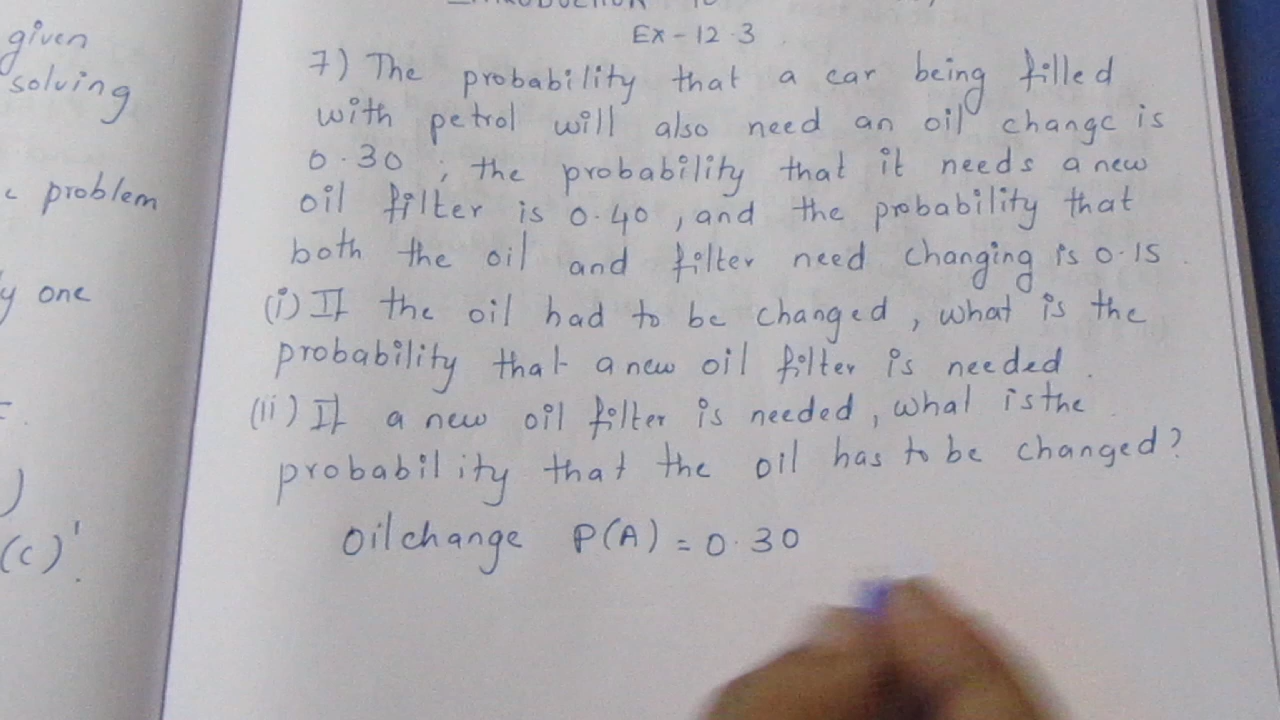 given
solving
problem
y one
(c)'
Ex-12.3
7) The probability that a car being filled
with petrol will also need an oil change is
0.30; the probability that it needs a new
oil filter is 0.40, and the probability that
both the oil and filter need changing is 0.15.
(i) If the oil had to be changed, what is the
probability that a new oil filter is needed.
(ii) If a new oil filter is needed, what is the
probability that the oil has to be changed?
Oil change P(A) = 0.30